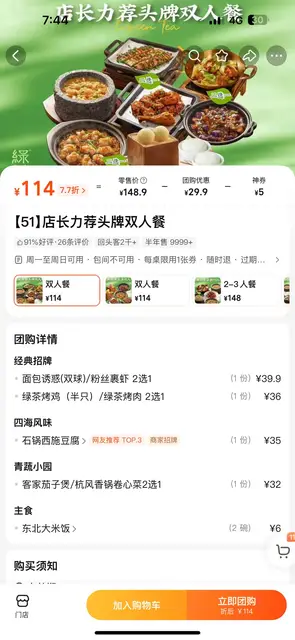 7:44
4G 30
店长力荐头牌双人餐
绿
¥114 7.7折 = 零售价 ¥148.9 - 团购优惠 ¥29.9 - 神券 ¥5
【51】店长力荐头牌双人餐
91%好评·26条评价 回头客2千+ 半年售 9999+
周一至周日可用 · 包间不可用 · 每桌限用1张券 · 随时退 · 过期...
双人餐 ¥114
双人餐 ¥114
2-3人餐 ¥148
团购详情
经典招牌
面包诱惑(双球)/粉丝裹虾 2选1 (1 份) ¥39.9
绿茶烤鸡（半只）/绿茶烤肉 2选1 (1 份) ¥36
四海风味
石锅西施豆腐 网友推荐 TOP.3 商家招牌 (1 份) ¥35
青蔬小园
客家茄子煲/杭风香锅卷心菜2选1 (1 份) ¥32
主食
东北大米饭 (2 碗) ¥6
购买须知
门店
加入购物车
立即团购
折后 ¥114